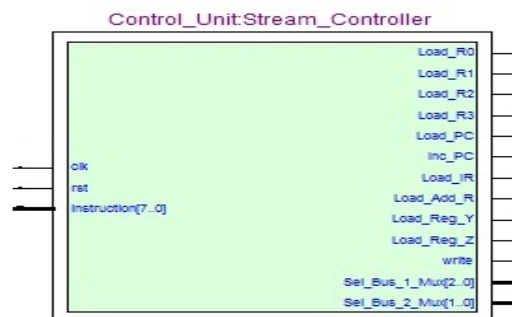 Control_Unit:Stream_Controller
Load_R0
Load_R1
Load_R2
Load_R3
Load_PC
Inc_PC
clk
Load_IR
rst
Load_Add_R
Instruction[7..0]
Load_Reg_Y
Load_Reg_Z
write
Sel_Bus_1_Mux[2..0]
Sel_Bus_2_Mux[1..0]